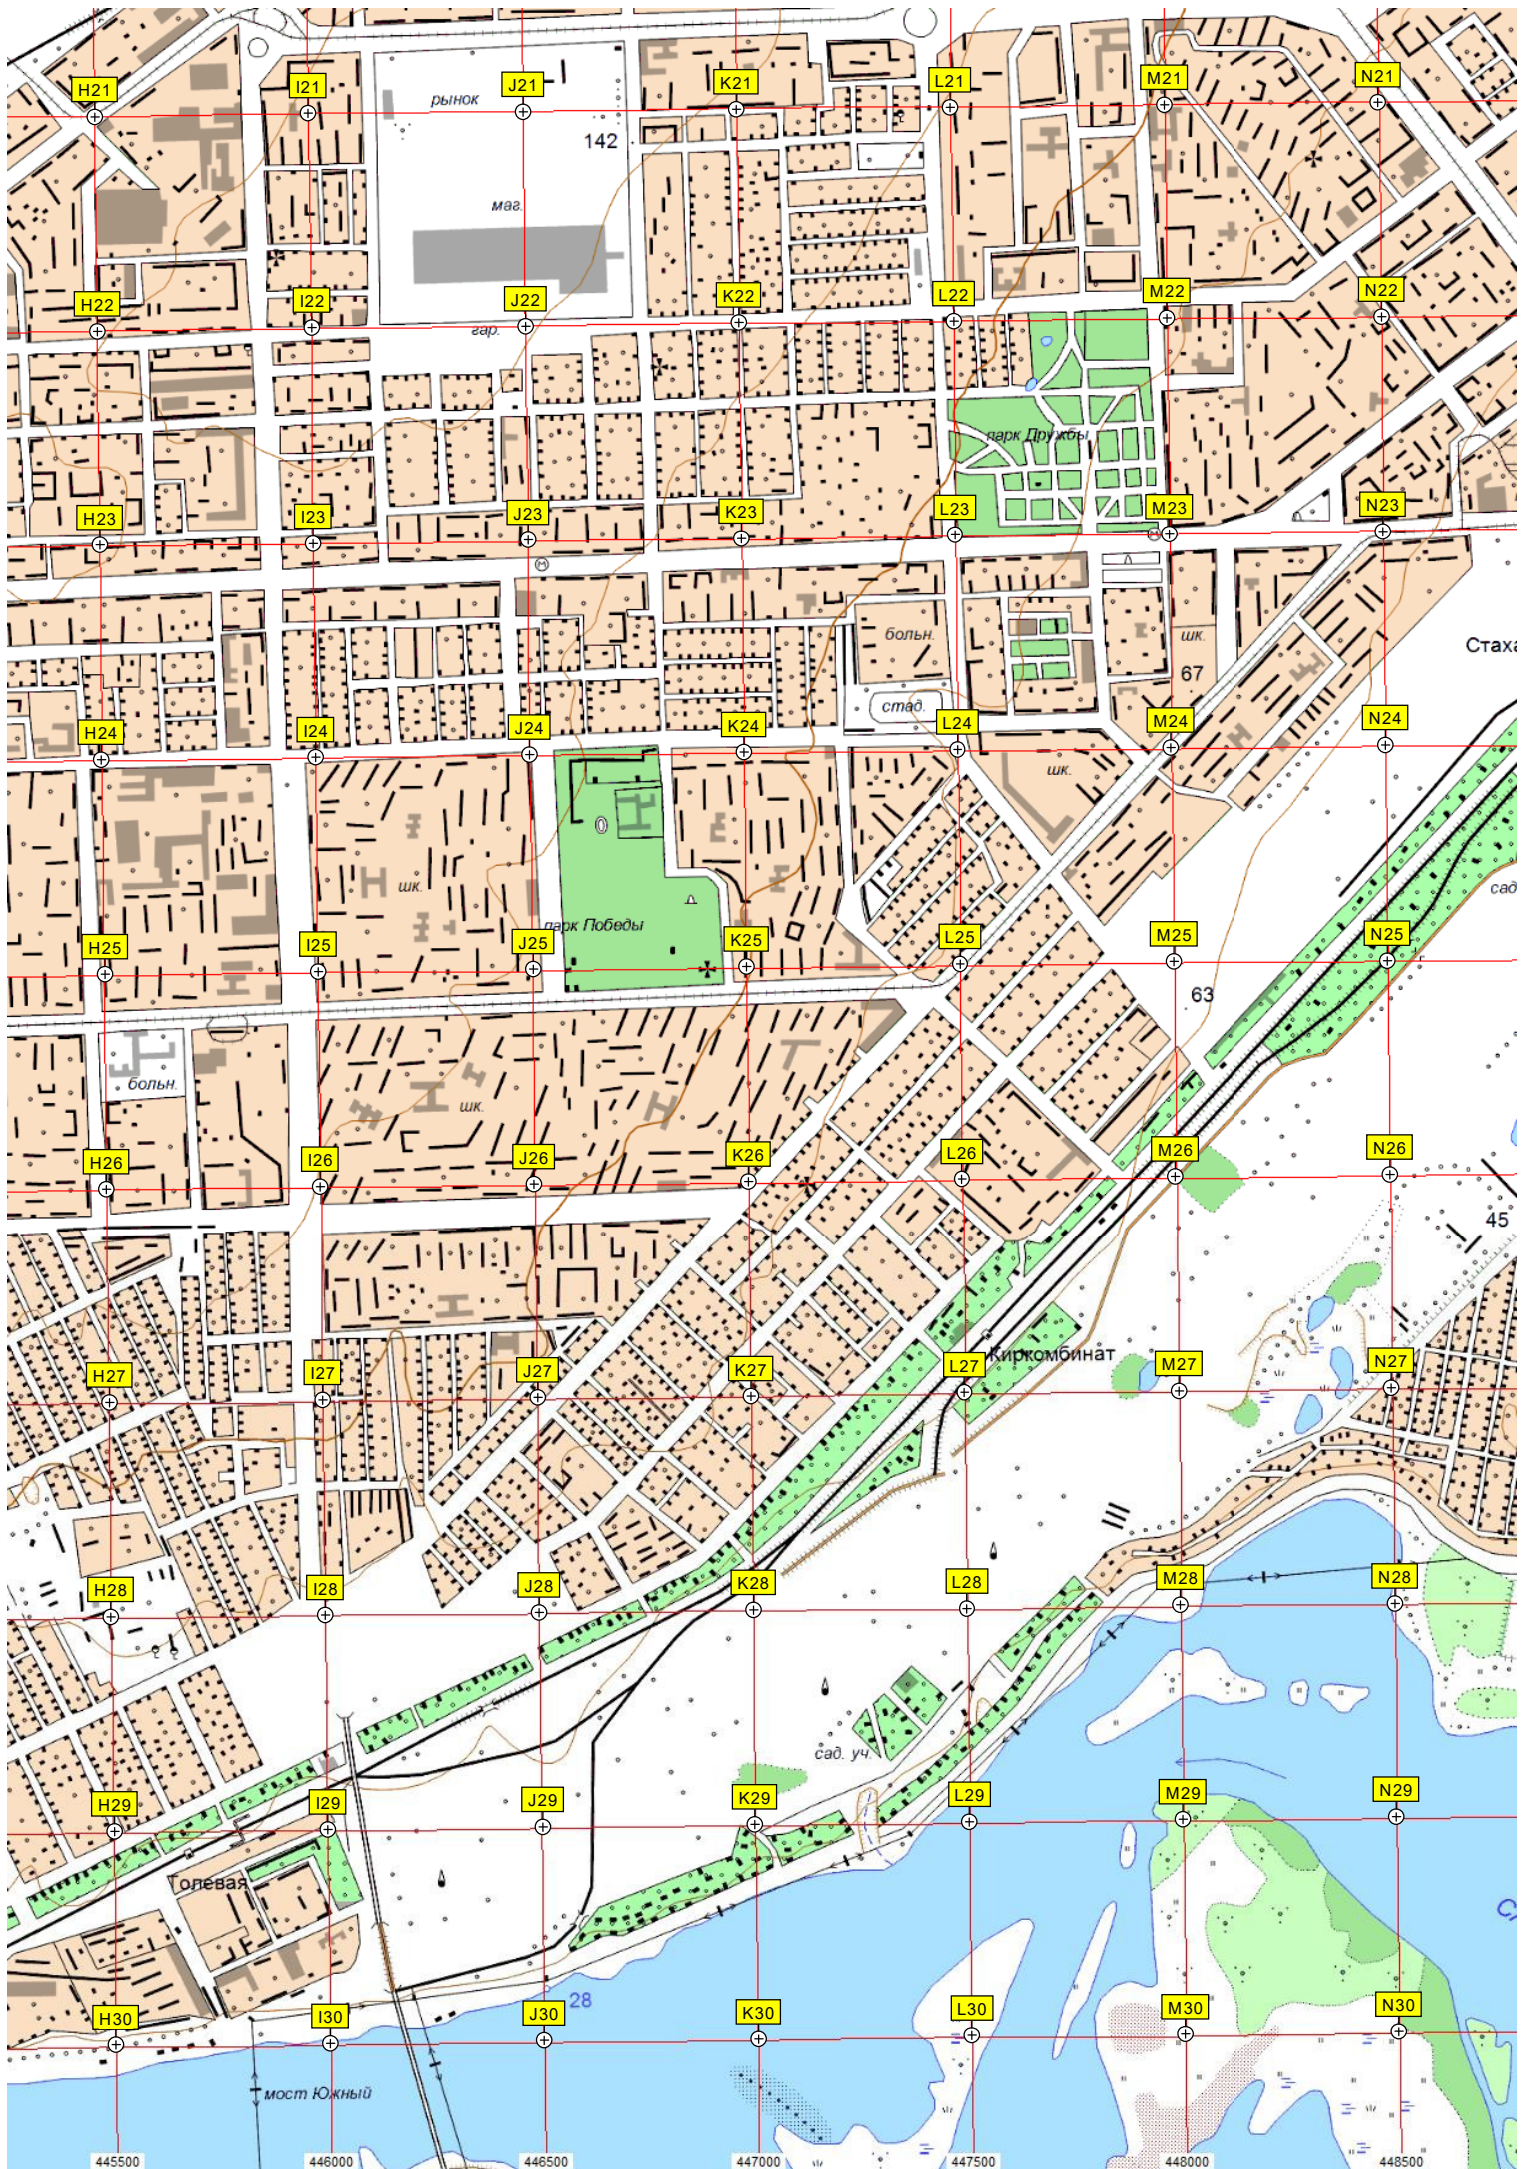 H21 I21 J21 K21 L21 M21 N21
рынок
142
маг.
H22 I22 J22 K22 L22 M22 N22
гар.
парк Дружбы
H23 I23 J23 K23 L23 M23 N23
М М
больн.
шк.
Стаха
67
стад.
H24 I24 J24 K24 L24 M24 N24
шк.
шк.
сад
парк Победы
H25 I25 J25 K25 L25 M25 N25
63
больн.
шк.
H26 I26 J26 K26 L26 M26 N26
45
Киркомбинат
H27 I27 J27 K27 L27 M27 N27
H28 I28 J28 K28 L28 M28 N28
сад. уч.
H29 I29 J29 K29 L29 M29 N29
Толевая
28
H30 I30 J30 K30 L30 M30 N30
мост Южный
445500 446000 446500 447000 447500 448000 448500